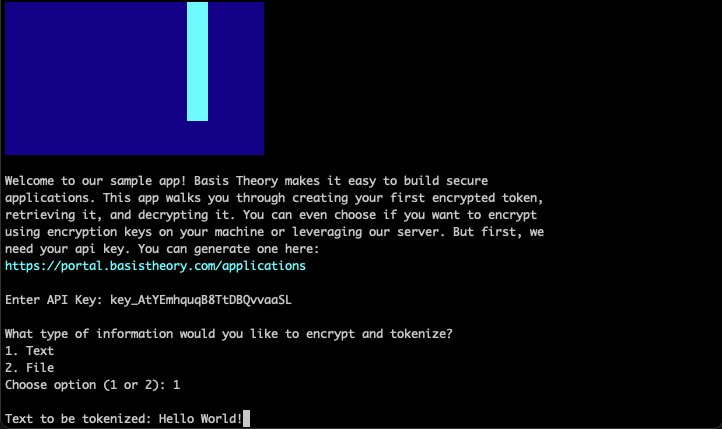 Welcome to our sample app! Basis Theory makes it easy to build secure
applications. This app walks you through creating your first encrypted token,
retrieving it, and decrypting it. You can even choose if you want to encrypt
using encryption keys on your machine or leveraging our server. But first, we
need your api key. You can generate one here:
https://portal.basistheory.com/applications
Enter API Key: key_AtYEmhquqB8TtDBQvvaaSL
What type of information would you like to encrypt and tokenize?
1. Text
2. File
Choose option (1 or 2): 1
Text to be tokenized: Hello World!